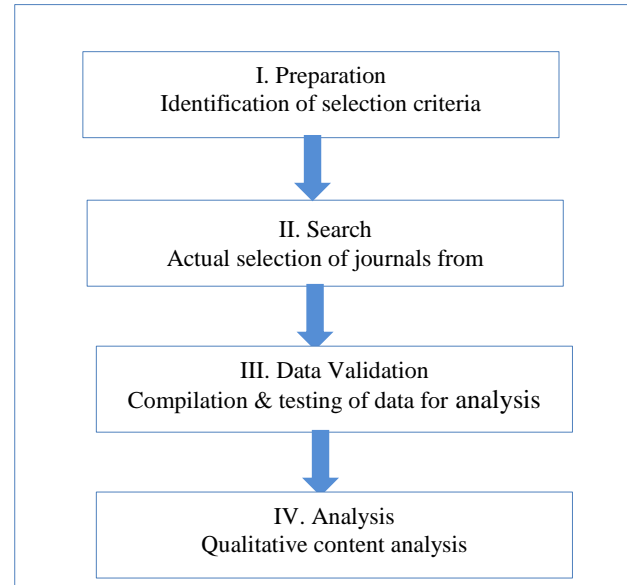 I. Preparation
Identification of selection criteria
II. Search
Actual selection of journals from
III. Data Validation
Compilation & testing of data for analysis
IV. Analysis
Qualitative content analysis